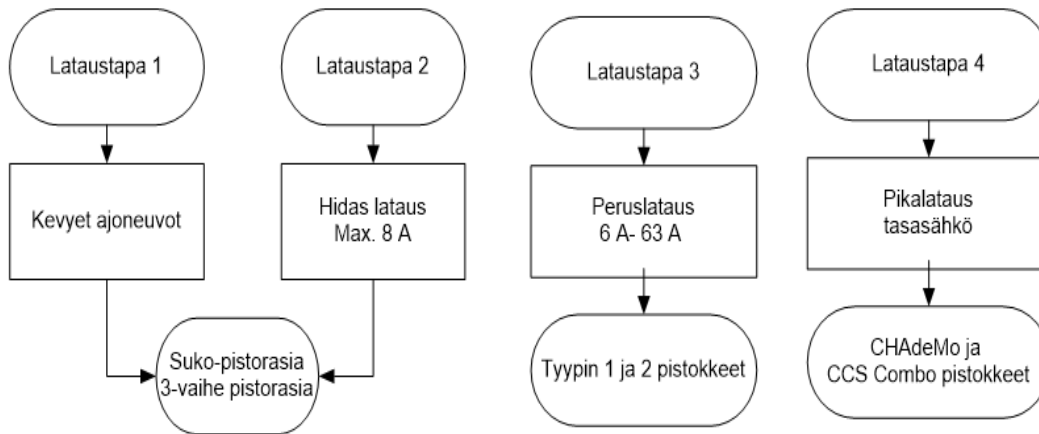 Lataustapa 1
Lataustapa 2
Lataustapa 3
Lataustapa 4
Kevyet ajoneuvot
Hidas lataus
Max. 8 A
Peruslataus
6 A- 63 A
Pikalataus
tasasähkö
Suko-pistorasia
3-vaihe pistorasia
Tyypin 1 ja 2 pistokkeet
CHAdeMo ja
CCS Combo pistokkeet